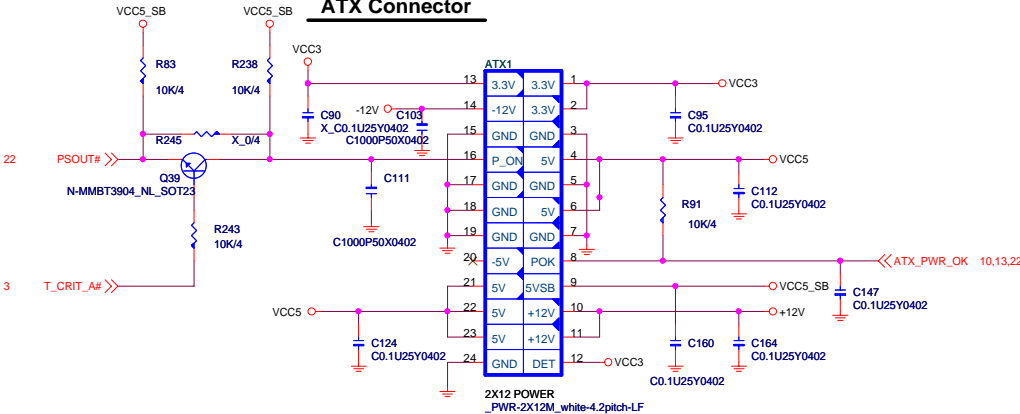 ATX Connector
VCC5_SB
VCC5_SB
R83
10K/4
R238
10K/4
R245
X_0/4
22
PSOUT#
Q39
N-MMBT3904_NL_SOT23
R243
10K/4
3
T_CRIT_A#
VCC3
C90
X_C0.1U25Y0402
-12V
C103
C1000P50X0402
C111
C1000P50X0402
VCC5
C124
C0.1U25Y0402
ATX1
13 3.3V 3.3V 1
14 -12V 3.3V 2
15 GND GND 3
16 P_ON 5V 4
17 GND GND 5
18 GND 5V 6
19 GND GND 7
20 -5V POK 8
21 5V 5VSB 9
22 5V +12V 10
23 5V +12V 11
24 GND DET 12
2X12 POWER
_PWR-2X12M_white-4.2pitch-LF
VCC3
C95
C0.1U25Y0402
VCC5
C112
C0.1U25Y0402
R91
10K/4
ATX_PWR_OK 10,13,22
C147
C0.1U25Y0402
VCC5_SB
+12V
C160
C0.1U25Y0402
C164
C0.1U25Y0402
VCC3